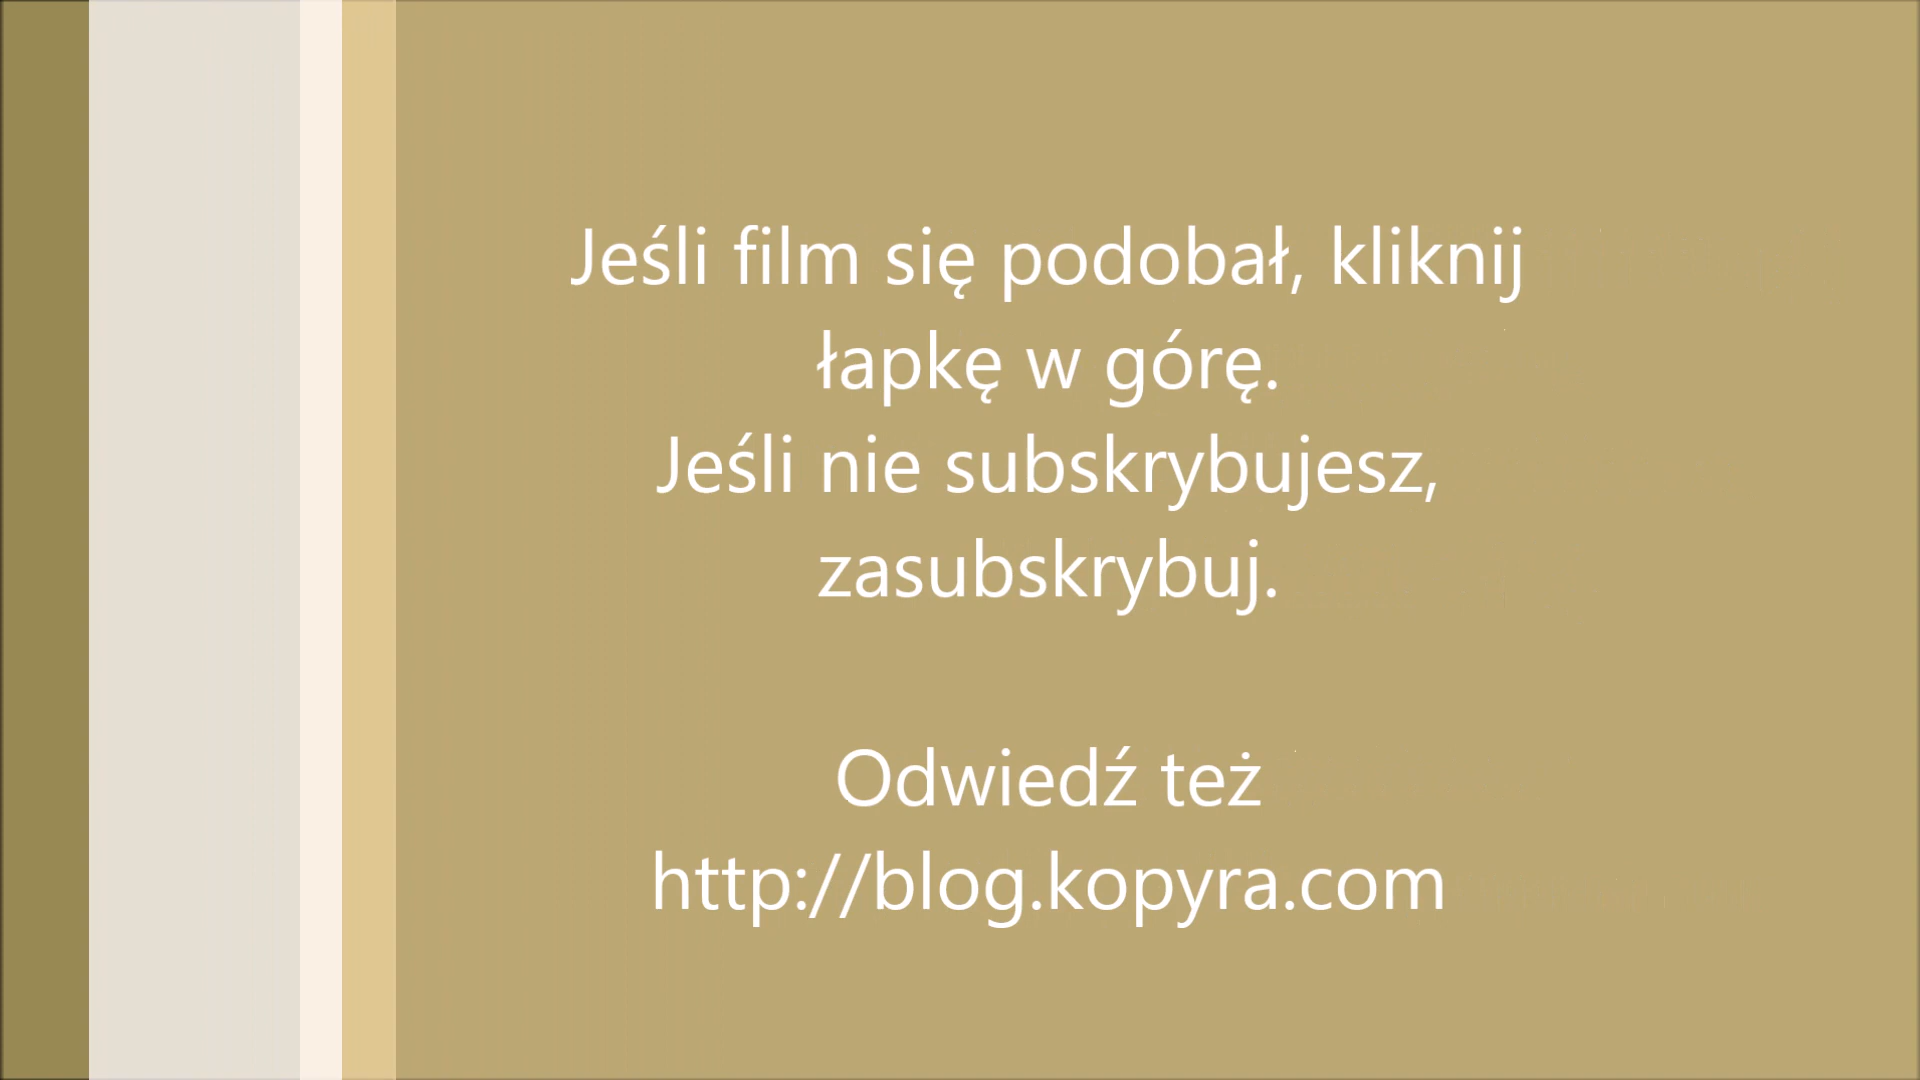 Jeśli film się podobał, kliknij
łapkę w górę.
Jeśli nie subskrybujesz,
zasubskrybuj.
Odwiedź też
http://blog.kopyra.com